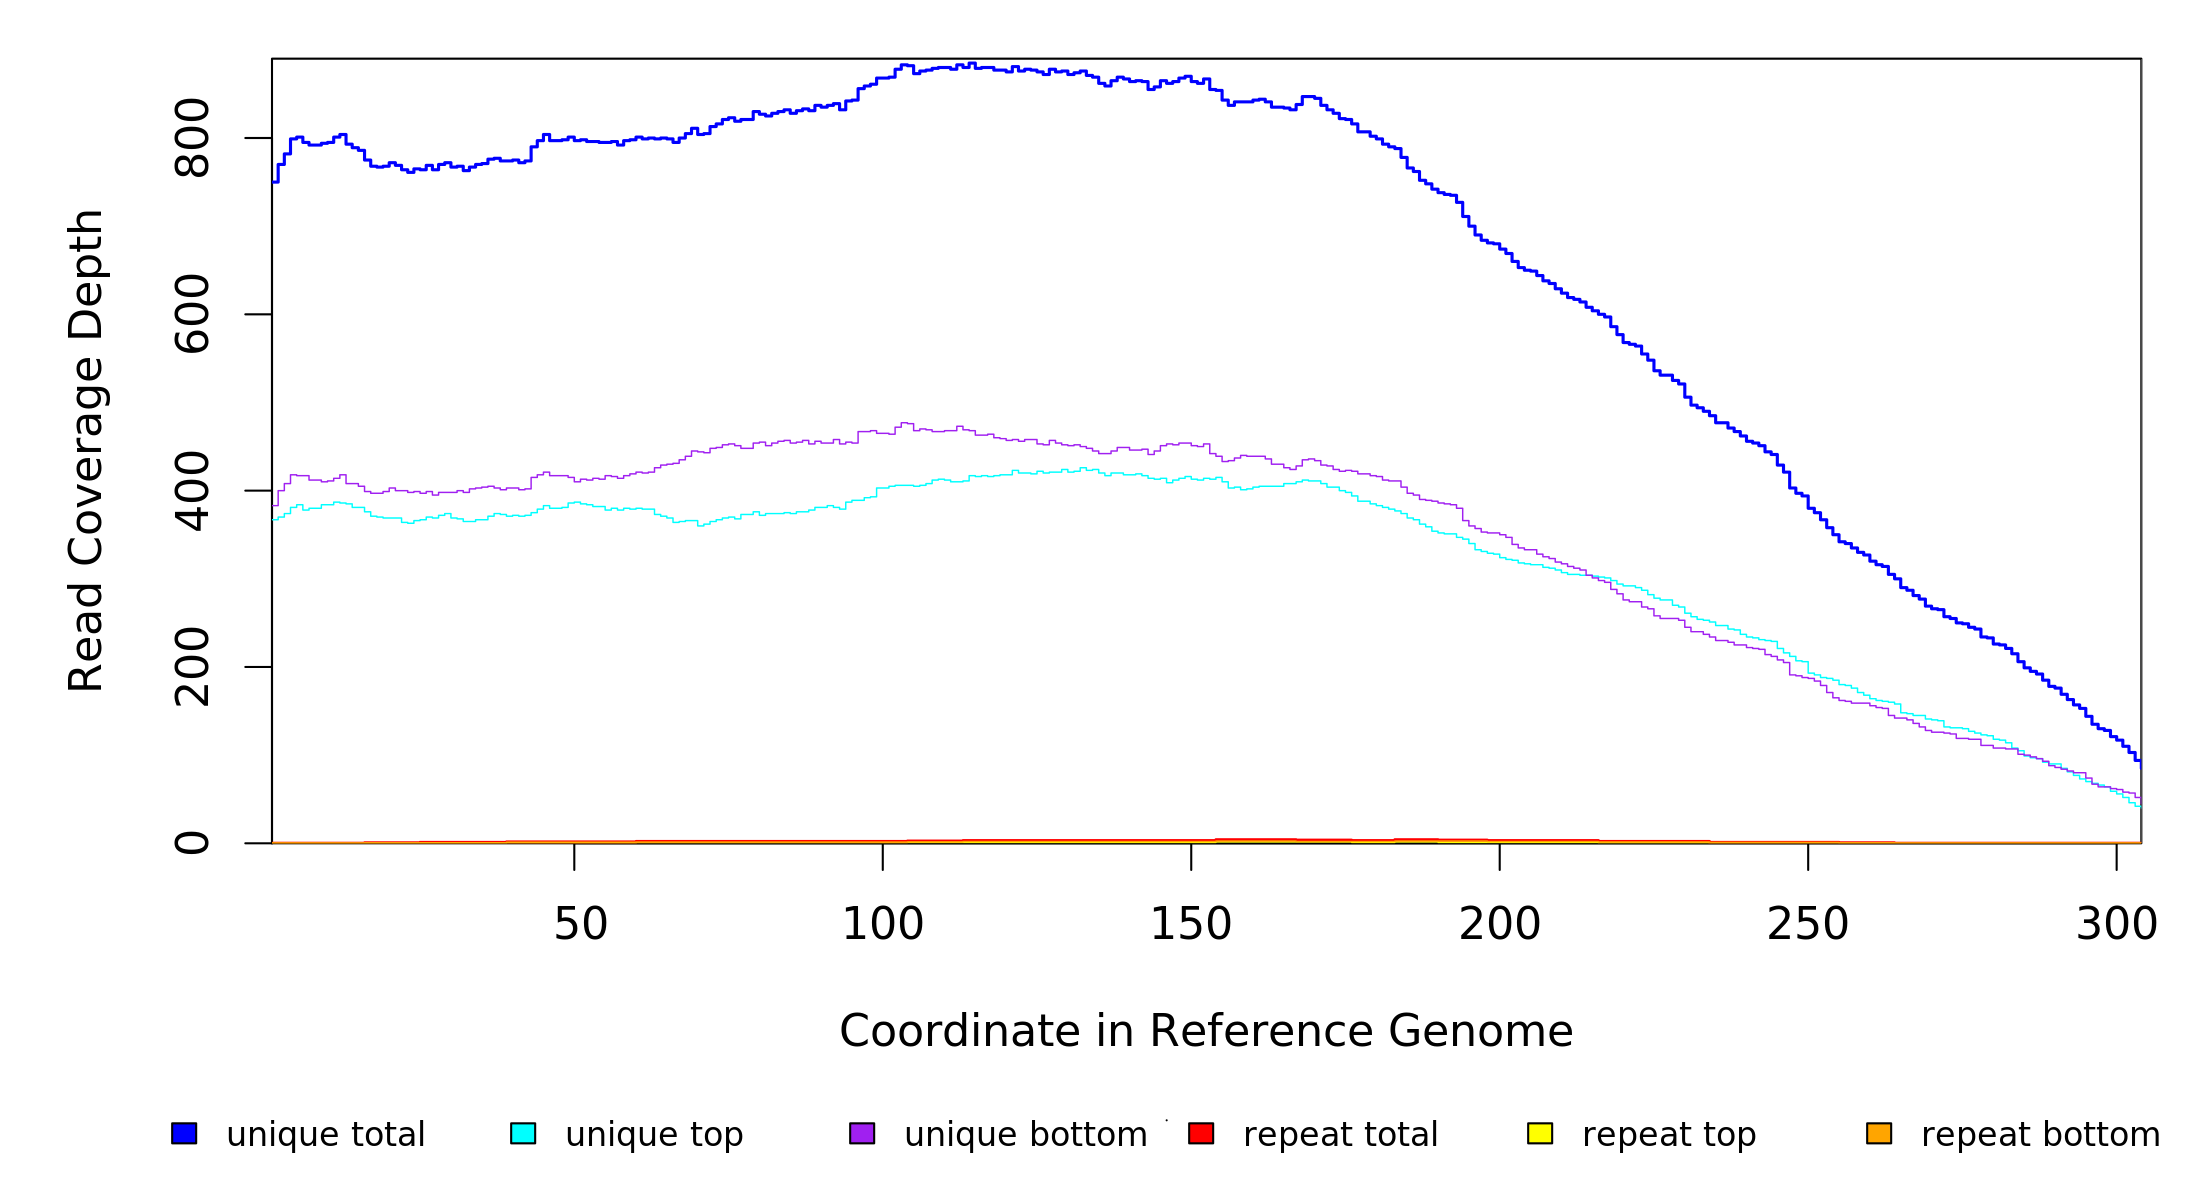 Read Coverage Depth
800
600
400
200
0
50 100 150 200 250 300
Coordinate in Reference Genome
unique total unique top unique bottom repeat total repeat top repeat bottom